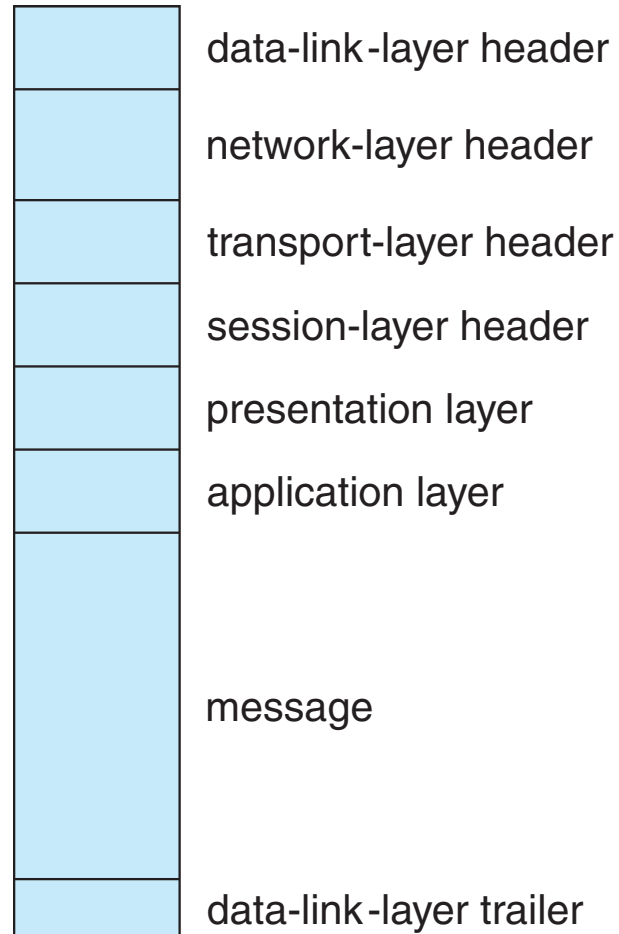 data-link-layer header
network-layer header
transport-layer header
session-layer header
presentation layer
application layer
message
data-link-layer trailer